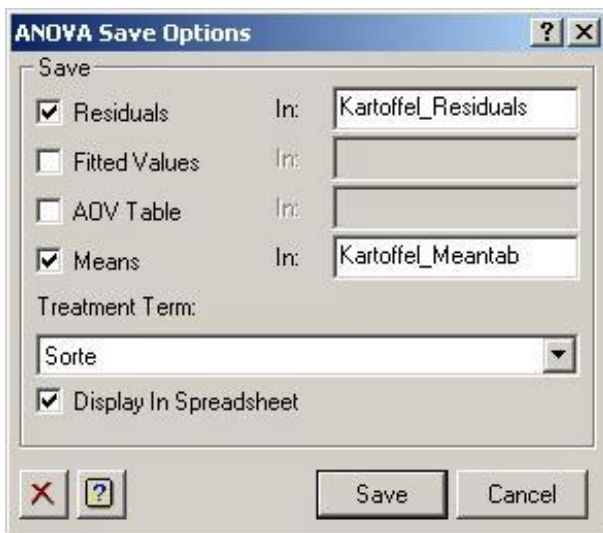 ANOVA Save Options
Save
Residuals In: Kartoffel_Residuals
Fitted Values In:
AOV Table In:
Means In: Kartoffel_Meantab
Treatment Term:
Sorte
Display In Spreadsheet
Save Cancel